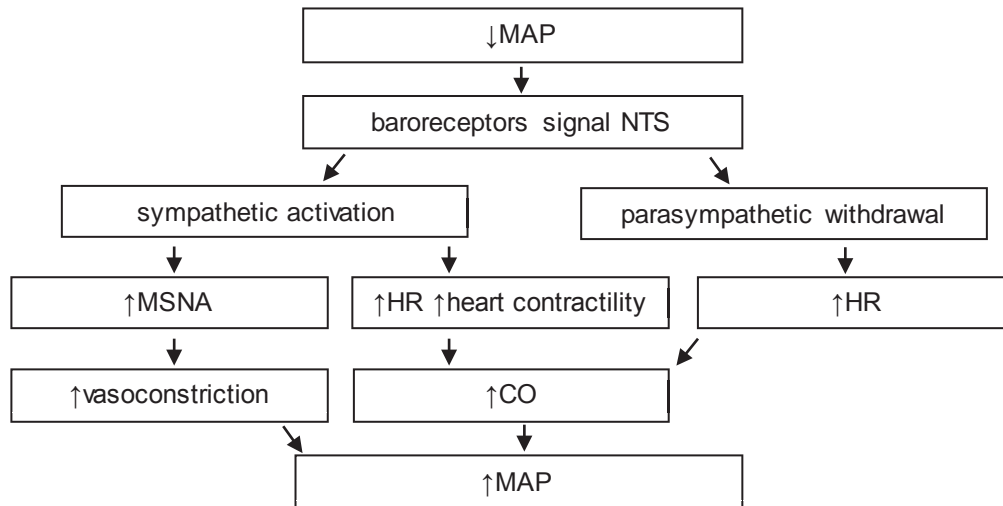 ↓MAP
baroreceptors signal NTS
sympathetic activation
parasympathetic withdrawal
↑MSNA
↑HR ↑heart contractility
↑HR
↑vasoconstriction
↑CO
↑MAP